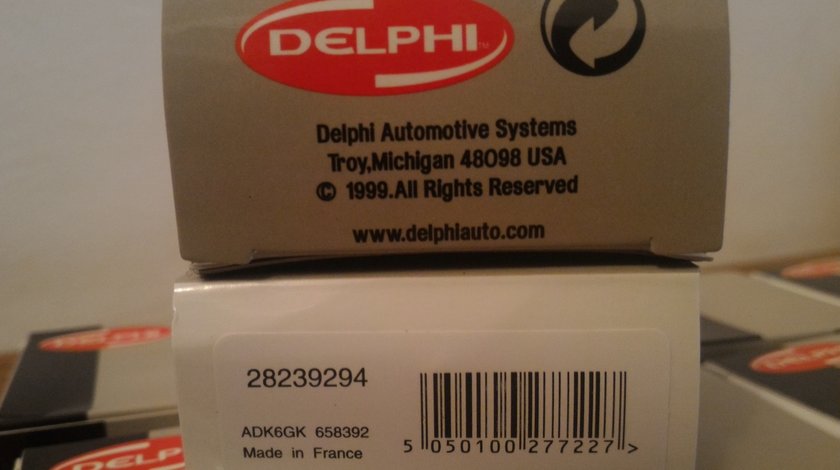 DELPHI™
Delphi Automotive Systems
Troy,Michigan 48098 USA
© 1999.All Rights Reserved
www.delphiauto.com
28239294
ADK6GK 658392
Made in France
5 050100 277227 >
DELPHI